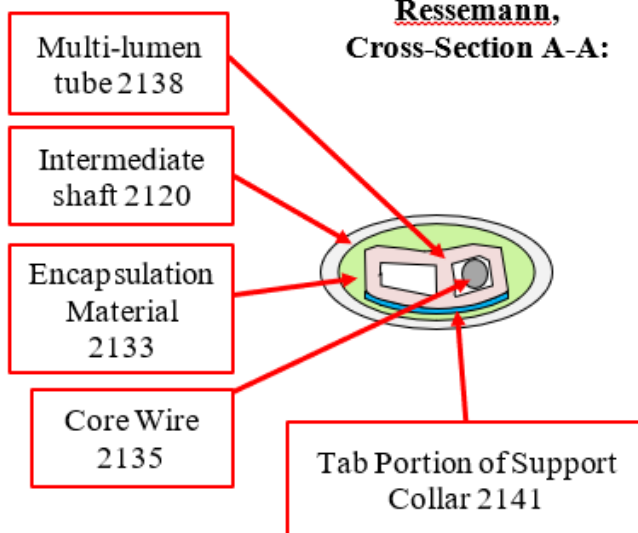 Ressemann,
Cross-Section A-A:
Multi-lumen
tube 2138
Intermediate
shaft 2120
Encapsulation
Material
2133
Core Wire
2135
Tab Portion of Support
Collar 2141